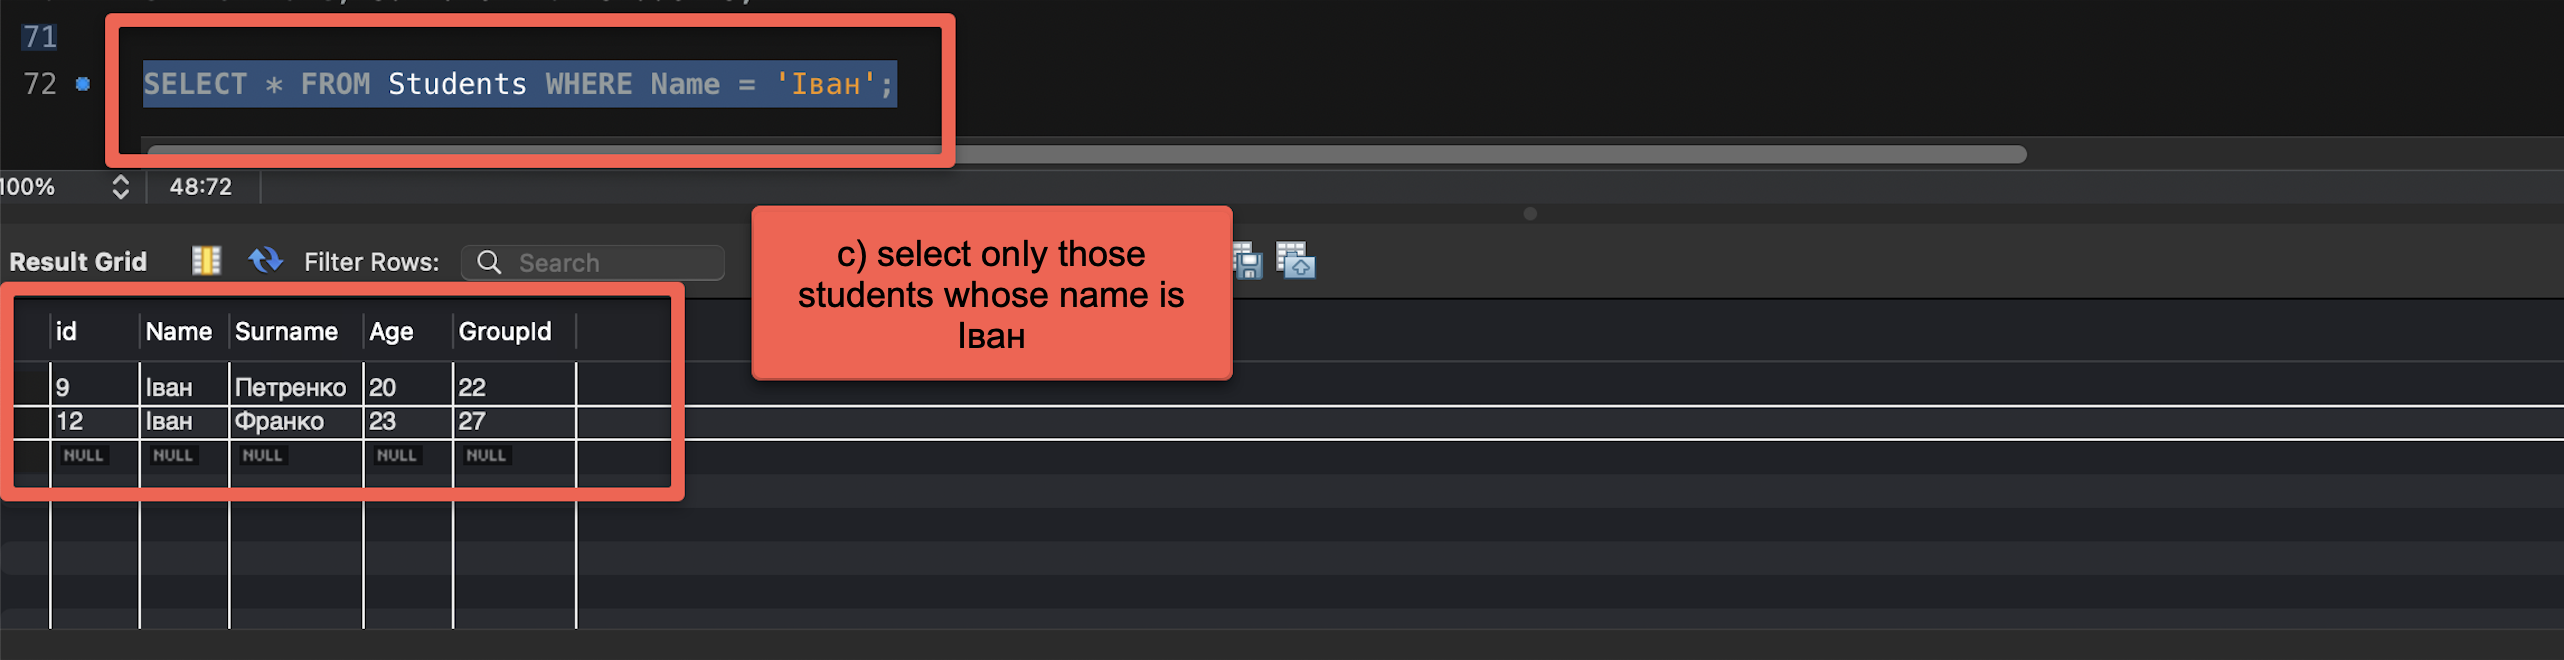 71
72 SELECT * FROM Students WHERE Name = 'Іван';
100% 48:72
Result Grid Filter Rows: Search
c) select only those
students whose name is
Іван
id Name Surname Age GroupId
9 Іван Петренко 20 22
12 Іван Франко 23 27
NULL NULL NULL NULL NULL